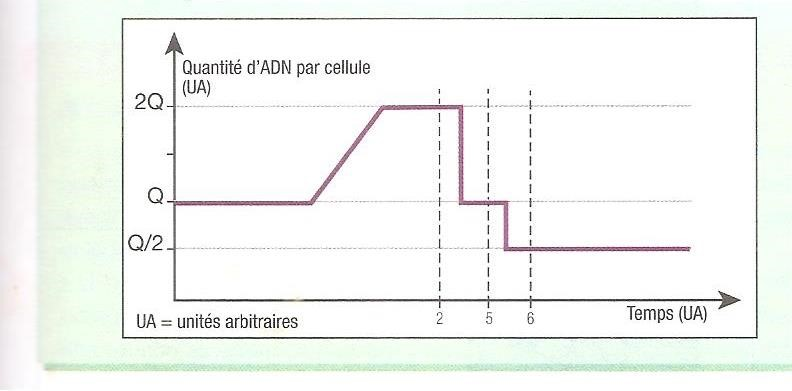 Quantité d'ADN par cellule
(UA)
2Q
Q
Q/2
2
5
6
Temps (UA)
UA = unités arbitraires